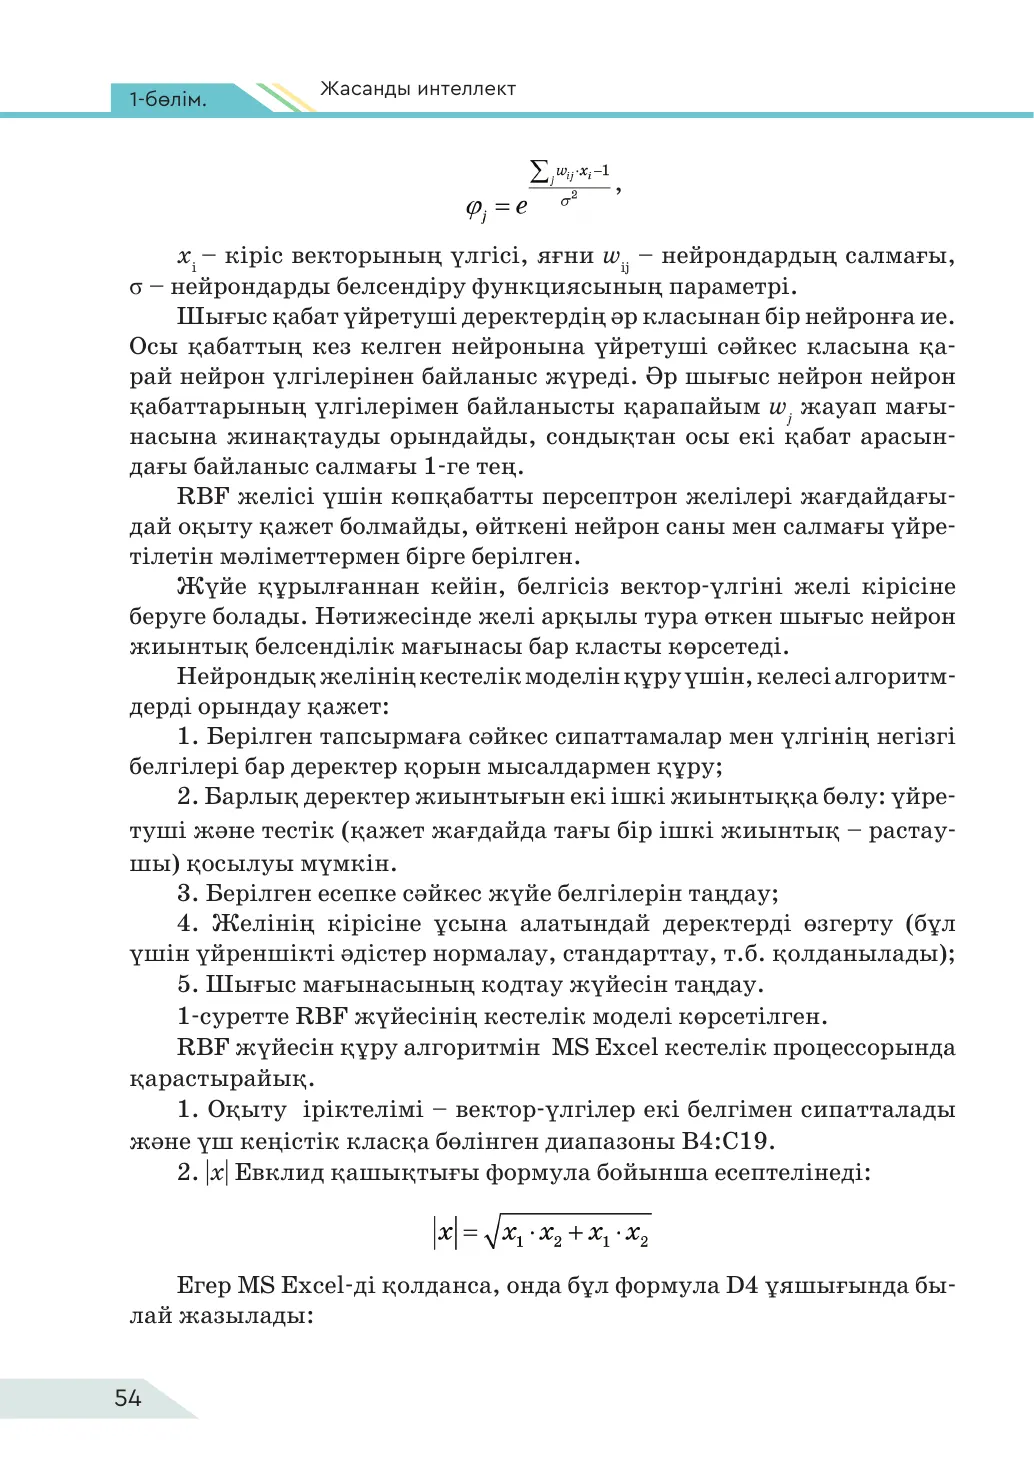 1-бөлім.
Жасанды интеллект
φ_j = e^((∑_j w_ij·x_i−1)/σ²),
x_i – кіріс векторының үлгісі, яғни w_ij – нейрондардың салмағы,
σ – нейрондарды белсендіру функциясының параметрі.
Шығыс қабат үйретуші деректердің әр класынан бір нейронға ие.
Осы қабаттың кез келген нейронына үйретуші сәйкес класына қа-
рай нейрон үлгілерінен байланыс жүреді. Әр шығыс нейрон нейрон
қабаттарының үлгілерімен байланысты қарапайым w_j жауап мағы-
насына жинақтауды орындайды, сондықтан осы екі қабат арасын-
дағы байланыс салмағы 1-ге тең.
RBF желісі үшін көпқабатты персептрон желілері жағдайдағы-
дай оқыту қажет болмайды, өйткені нейрон саны мен салмағы үйре-
тілетін мәліметтермен бірге берілген.
Жүйе құрылғаннан кейін, белгісіз вектор-үлгіні желі кірісіне
беруге болады. Нәтижесінде желі арқылы тура өткен шығыс нейрон
жиынтық белсенділік мағынасы бар класты көрсетеді.
Нейрондық желінің кестелік моделін құру үшін, келесі алгоритм-
дерді орындау қажет:
1. Берілген тапсырмаға сәйкес сипаттамалар мен үлгінің негізгі
белгілері бар деректер қорын мысалдармен құру;
2. Барлық деректер жиынтығын екі ішкі жиынтыққа бөлу: үйре-
туші және тестік (қажет жағдайда тағы бір ішкі жиынтық – растау-
шы) қосылуы мүмкін.
3. Берілген есепке сәйкес жүйе белгілерін таңдау;
4. Желінің кірісіне ұсына алатындай деректерді өзгерту (бұл
үшін үйреншікті әдістер нормалау, стандарттау, т.б. қолданылады);
5. Шығыс мағынасының кодтау жүйесін таңдау.
1-суретте RBF жүйесінің кестелік моделі көрсетілген.
RBF жүйесін құру алгоритмін MS Excel кестелік процессорында
қарастырайық.
1. Оқыту іріктелімі – вектор-үлгілер екі белгімен сипатталады
және үш кеңістік класқа бөлінген диапазоны B4:C19.
2. |x| Евклид қашықтығы формула бойынша есептелінеді:
|x| = √(x₁ · x₂ + x₁ · x₂)
Егер MS Excel-ді қолданса, онда бұл формула D4 ұяшығында бы-
лай жазылады:
54